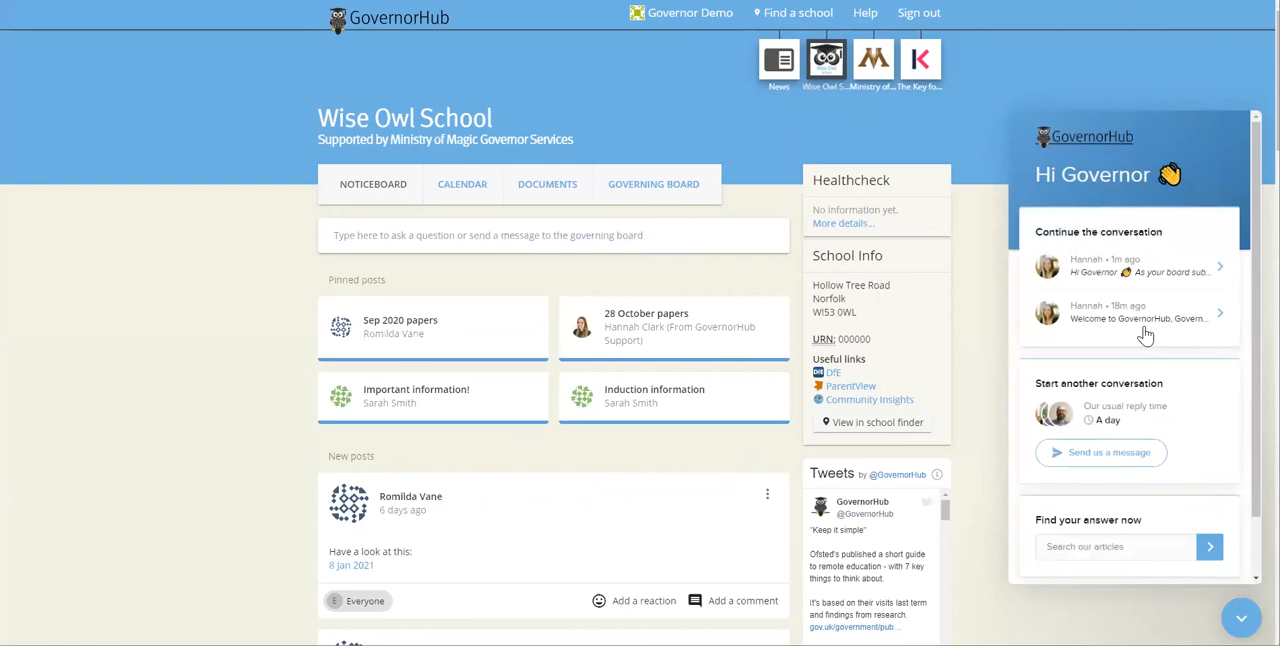 GovernorHub
Governor Demo
Find a school
Help
Sign out
News
Wise Owl S...
Ministry of...
The Key fo...
Wise Owl School
Supported by Ministry of Magic Governor Services
NOTICEBOARD
CALENDAR
DOCUMENTS
GOVERNING BOARD
Type here to ask a question or send a message to the governing board
Pinned posts
Sep 2020 papers
Romilda Vane
28 October papers
Hannah Clark (From GovernorHub
Support)
Important information!
Sarah Smith
Induction information
Sarah Smith
New posts
Romilda Vane
6 days ago
Have a look at this:
8 Jan 2021
E Everyone
Add a reaction
Add a comment
Healthcheck
No information yet.
More details...
School Info
Hollow Tree Road
Norfolk
WI53 0WL
URN: 000000
Useful links
DfE
ParentView
Community Insights
View in school finder
Tweets by @GovernorHub
GovernorHub
@GovernorHub
"Keep it simple"
Ofsted's published a short guide
to remote education - with 7 key
things to think about.
it's based on their visits last term
and findings from research.
gov.uk/government/pub...
GovernorHub
Hi Governor 👋
Continue the conversation
Hannah • 1m ago
Hi Governor 👋 As your board sub...
Hannah • 18m ago
Welcome to GovernorHub, Govern...
Start another conversation
Our usual reply time
A day
Send us a message
Find your answer now
Search our articles